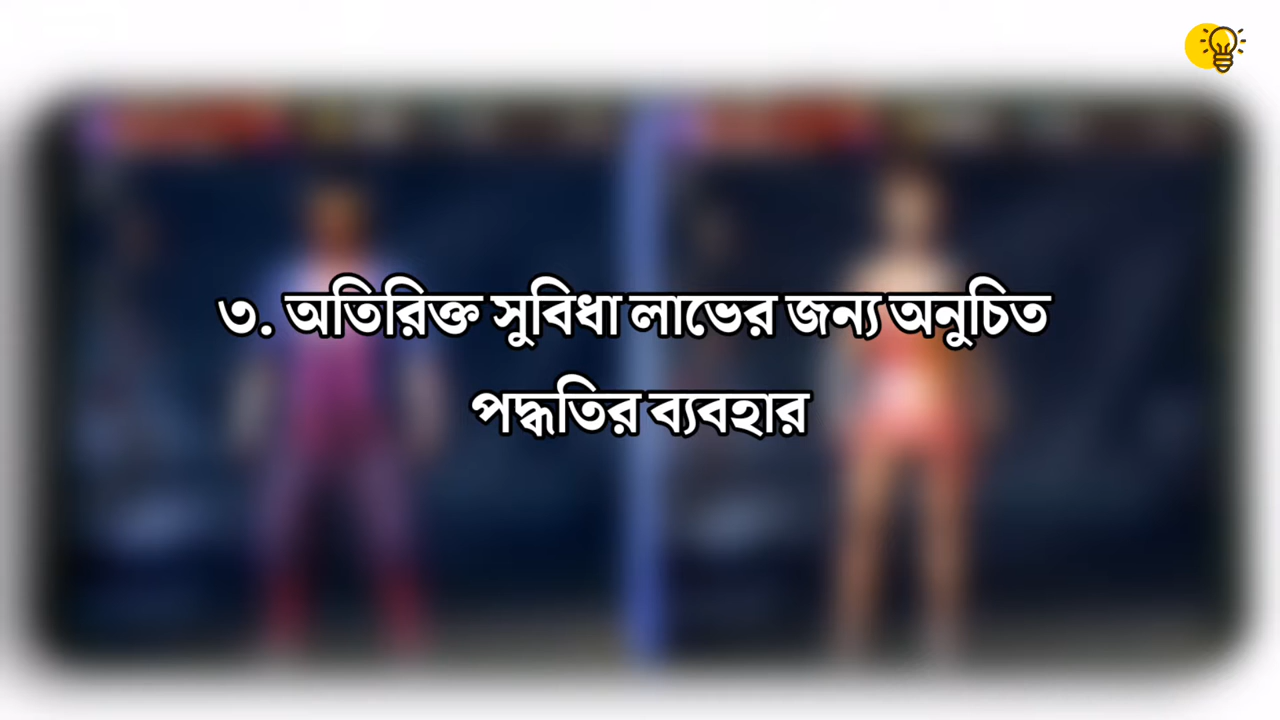 ৩. অতিরিক্ত সুবিধা লাভের জন্য অনুচিত
পদ্ধতির ব্যবহার